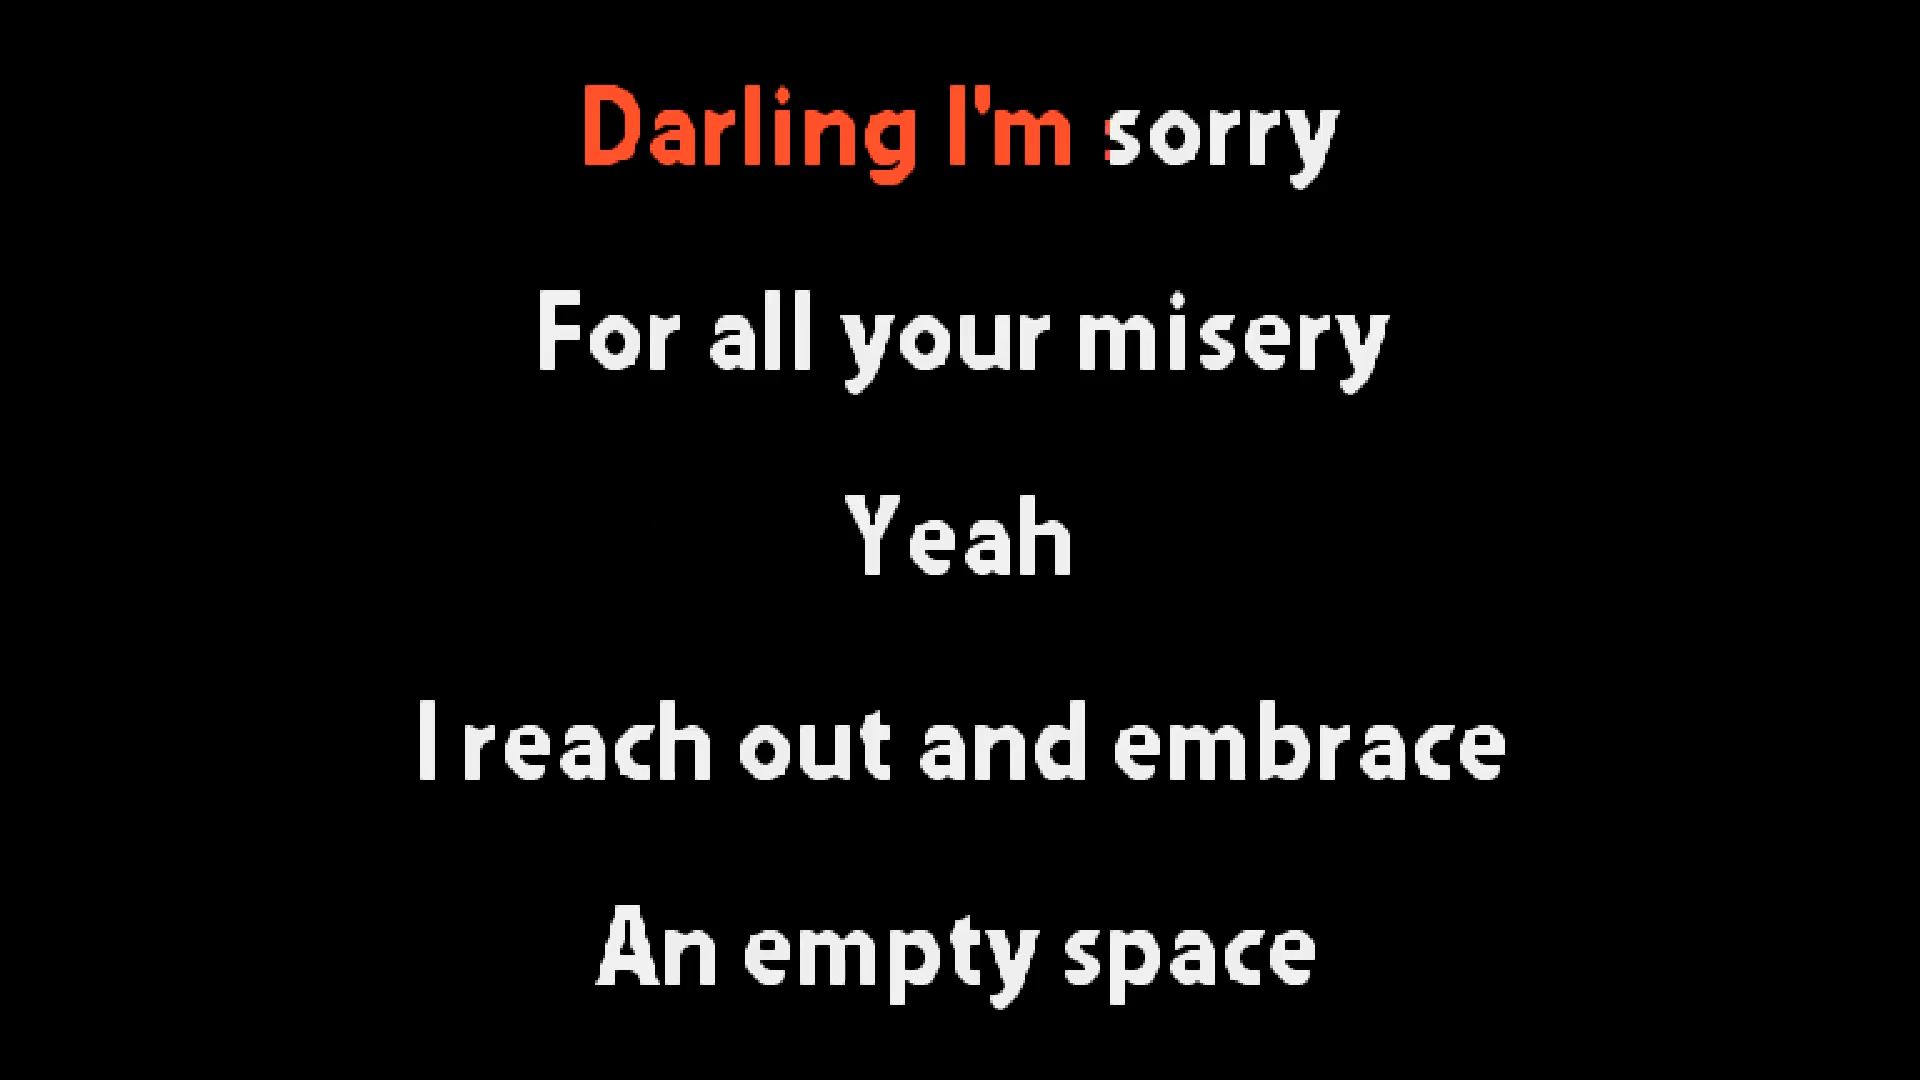 Darling I'm sorry
For all your misery
Yeah
I reach out and embrace
An empty space